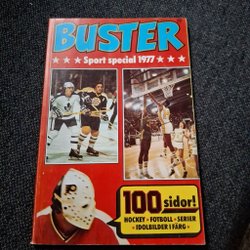 BUSTER
★ ★ ★ Sport special 1977 ★ ★ ★
100 sidor!
HOCKEY • FOTBOLL • SERIER
• IDOLBILDER I FÄRG •